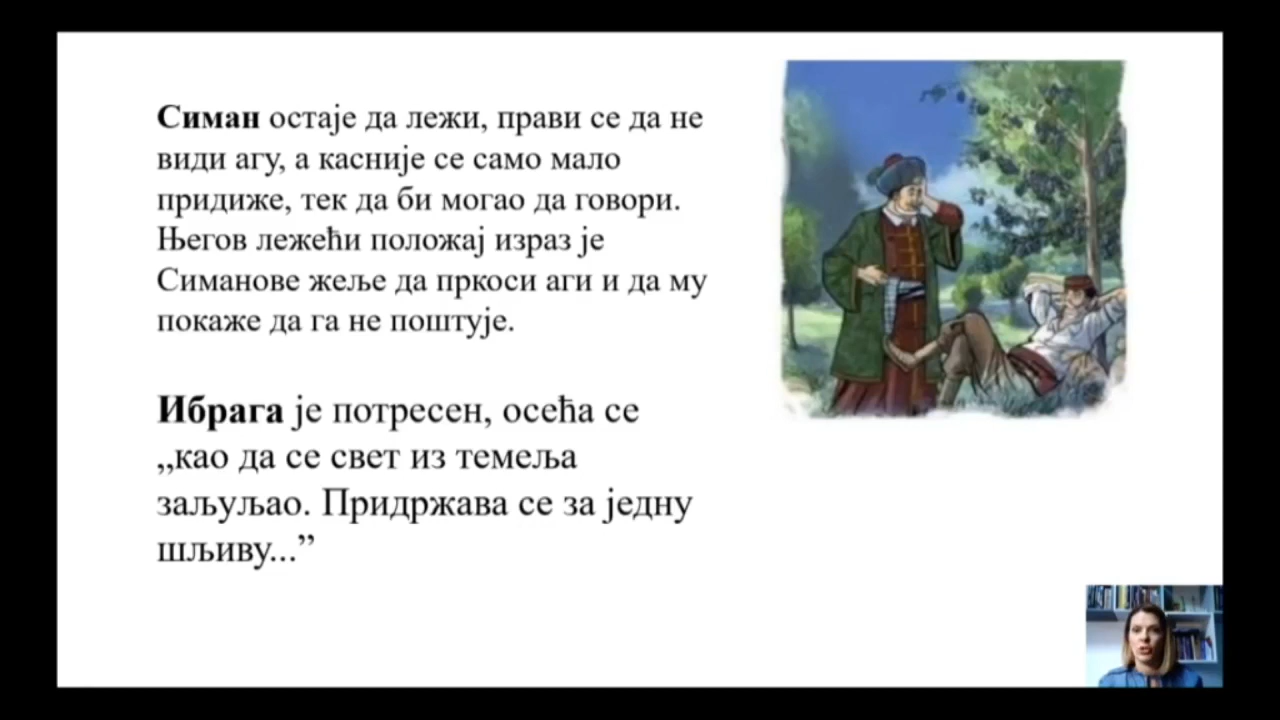 Симан остаје да лежи, прави се да не
види агу, а касније се само мало
придиже, тек да би могао да говори.
Његов лежећи положај израз је
Симанове жеље да пркоси аги и да му
покаже да га не поштује.
Ибрага је потресен, осећа се
„као да се свет из темеља
заљуљао. Придржава се за једну
шљиву...”